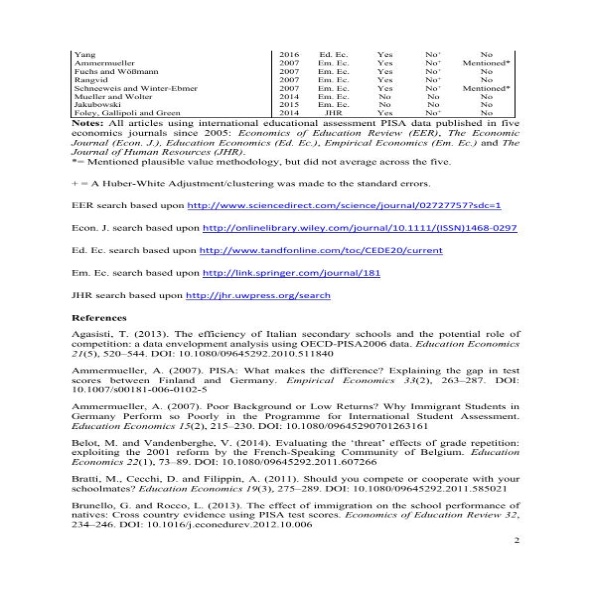 Yang 2016 Ed. Ec. Yes No⁺ No
Ammermueller 2007 Em. Ec. Yes No⁺ Mentioned*
Fuchs and Wößmann 2007 Em. Ec. Yes No⁺ No
Rangvid 2007 Em. Ec. Yes No⁺ No
Schneeweis and Winter-Ebmer 2007 Em. Ec. Yes No⁺ Mentioned*
Mueller and Wolter 2014 Em. Ec. No No No
Jakubowski 2015 Em. Ec. No No No
Foley, Gallipoli and Green 2014 JHR Yes No⁺ No
Notes: All articles using international educational assessment PISA data published in five
economics journals since 2005: Economics of Education Review (EER), The Economic
Journal (Econ. J.), Education Economics (Ed. Ec.), Empirical Economics (Em. Ec.) and The
Journal of Human Resources (JHR).
*= Mentioned plausible value methodology, but did not average across the five.
+ = A Huber-White Adjustment/clustering was made to the standard errors.
EER search based upon http://www.sciencedirect.com/science/journal/02727757?sdc=1
Econ. J. search based upon http://onlinelibrary.wiley.com/journal/10.1111/(ISSN)1468-0297
Ed. Ec. search based upon http://www.tandfonline.com/toc/CEDE20/current
Em. Ec. search based upon http://link.springer.com/journal/181
JHR search based upon http://jhr.uwpress.org/search
References
Agasisti, T. (2013). The efficiency of Italian secondary schools and the potential role of
competition: a data envelopment analysis using OECD-PISA2006 data. Education Economics
21(5), 520–544. DOI: 10.1080/09645292.2010.511840
Ammermueller, A. (2007). PISA: What makes the difference? Explaining the gap in test
scores between Finland and Germany. Empirical Economics 33(2), 263–287. DOI:
10.1007/s00181-006-0102-5
Ammermueller, A. (2007). Poor Background or Low Returns? Why Immigrant Students in
Germany Perform so Poorly in the Programme for International Student Assessment.
Education Economics 15(2), 215–230. DOI: 10.1080/09645290701263161
Belot, M. and Vandenberghe, V. (2014). Evaluating the ‘threat’ effects of grade repetition:
exploiting the 2001 reform by the French-Speaking Community of Belgium. Education
Economics 22(1), 73–89. DOI: 10.1080/09645292.2011.607266
Bratti, M., Cecchi, D. and Filippin, A. (2011). Should you compete or cooperate with your
schoolmates? Education Economics 19(3), 275–289. DOI: 10.1080/09645292.2011.585021
Brunello, G. and Rocco, L. (2013). The effect of immigration on the school performance of
natives: Cross country evidence using PISA test scores. Economics of Education Review 32,
234–246. DOI: 10.1016/j.econedurev.2012.10.006
2